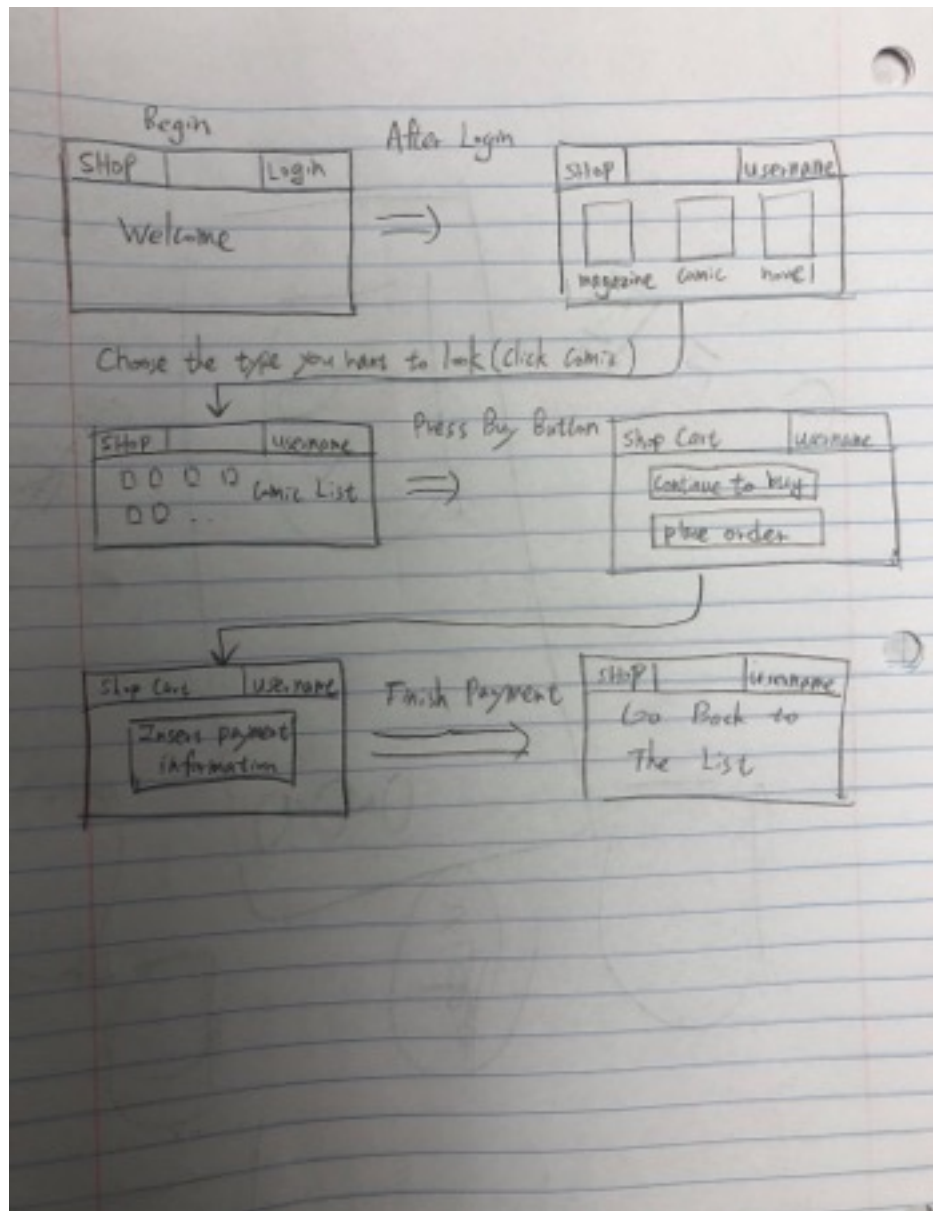 Begin
After Login
SHOP Login
Welcome
SHOP username
magazine comic novel
Choose the type you want to look (Click Comic)
SHOP username
Comic List
Press Buy Button
Shop Cart username
Continue to buy
place order
Shop Cart username
Insert payment
information
Finish Payment
SHOP username
Go Back to
The List